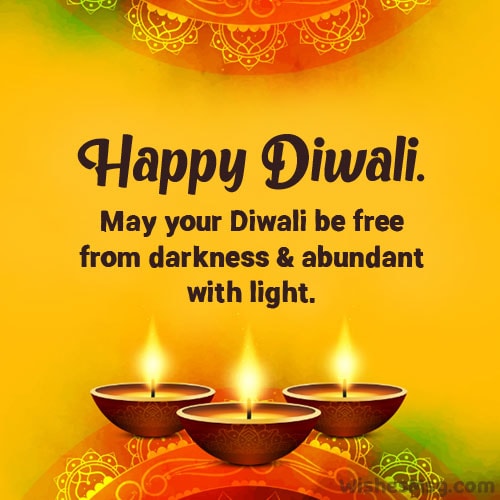 Happy Diwali.
May your Diwali be free
from darkness & abundant
with light.